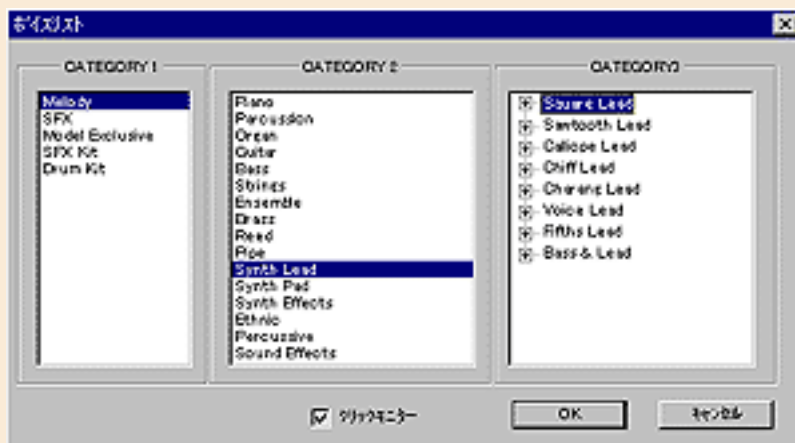 ボイスリスト
CATEGORY 1
Melody
SFX
Model Exclusive
SFX Kit
Drum Kit
CATEGORY 2
Piano
Percussion
Organ
Guitar
Bass
Strings
Ensemble
Brass
Reed
Pipe
Synth Lead
Synth Pad
Synth Effects
Ethnic
Percussive
Sound Effects
CATEGORY3
Square Lead
Sawtooth Lead
Caliope Lead
Chiff Lead
Charang Lead
Voice Lead
Fifths Lead
Bass & Lead
クリックモニター
OK
キャンセル